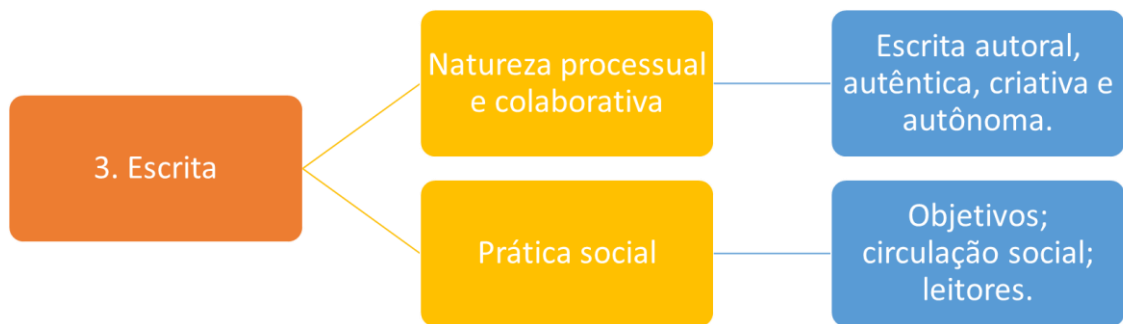 3. Escrita
Natureza processual
e colaborativa
Escrita autoral,
autêntica, criativa e
autônoma.
Prática social
Objetivos;
circulação social;
leitores.